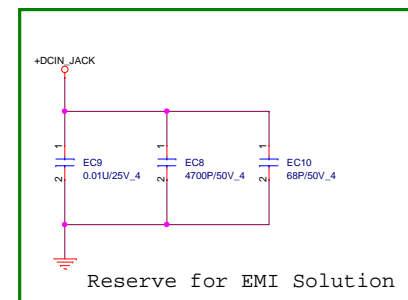 +DCIN_JACK
1 1 1
EC9 EC8 EC10
0.01U/25V_4 4700P/50V_4 68P/50V_4
2 2 2
Reserve for EMI Solution